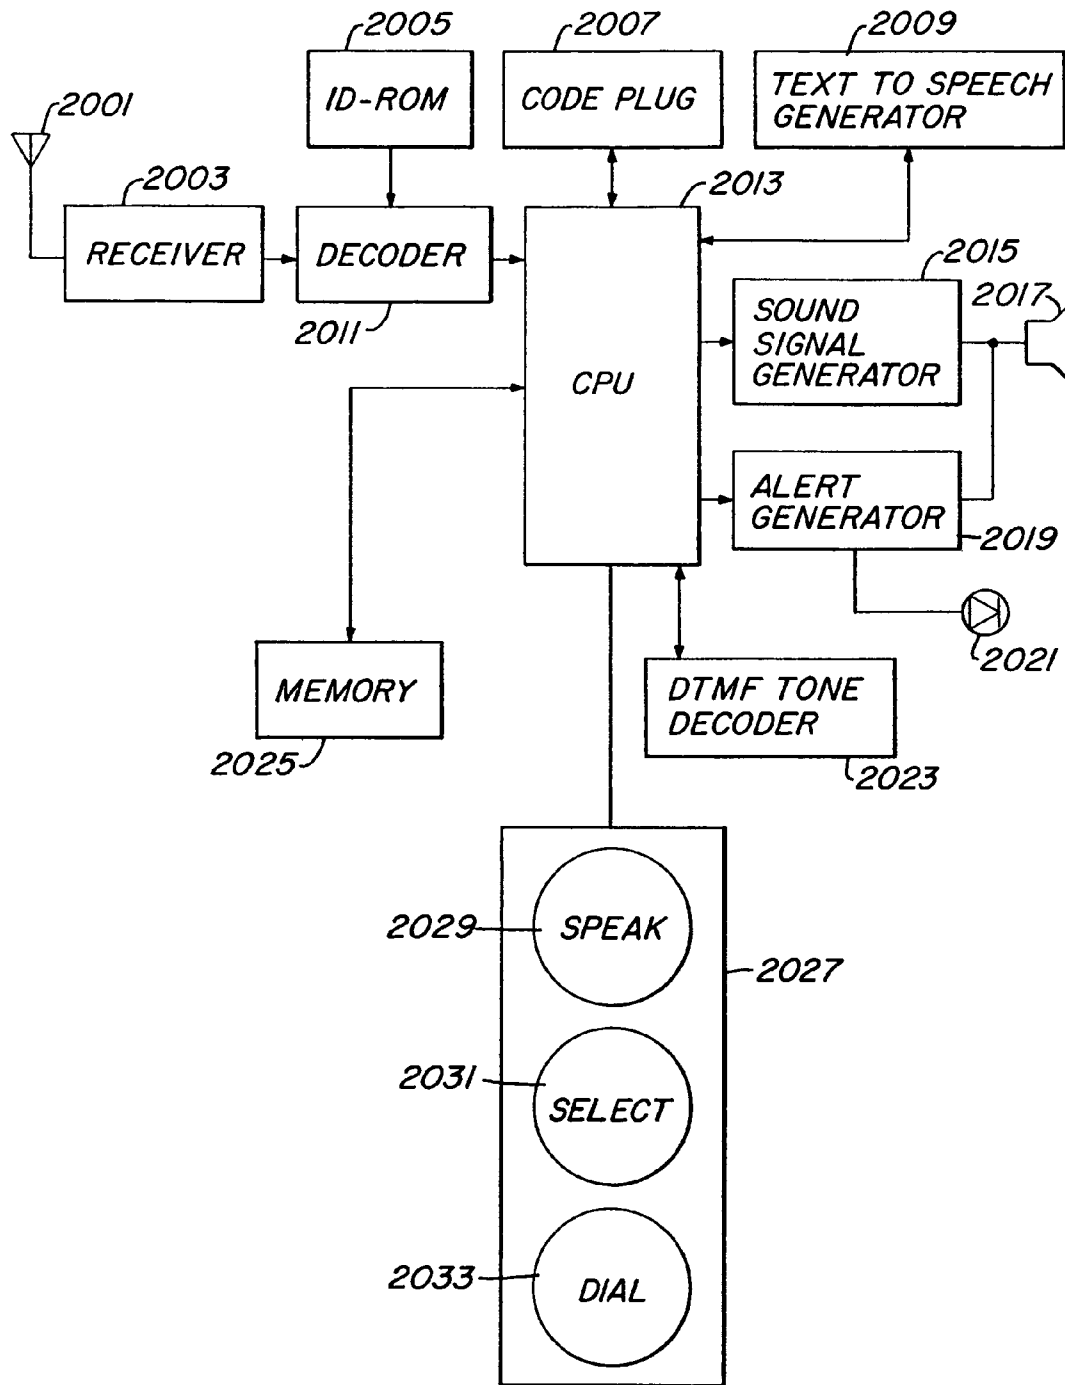 2005
2007
2009
ID-ROM
CODE PLUG
TEXT TO SPEECH
GENERATOR
2001
2003
2013
RECEIVER
DECODER
2011
2015
2017
SOUND
SIGNAL
GENERATOR
CPU
ALERT
GENERATOR
2019
2021
MEMORY
2025
DTMF TONE
DECODER
2023
2029
SPEAK
2027
2031
SELECT
2033
DIAL